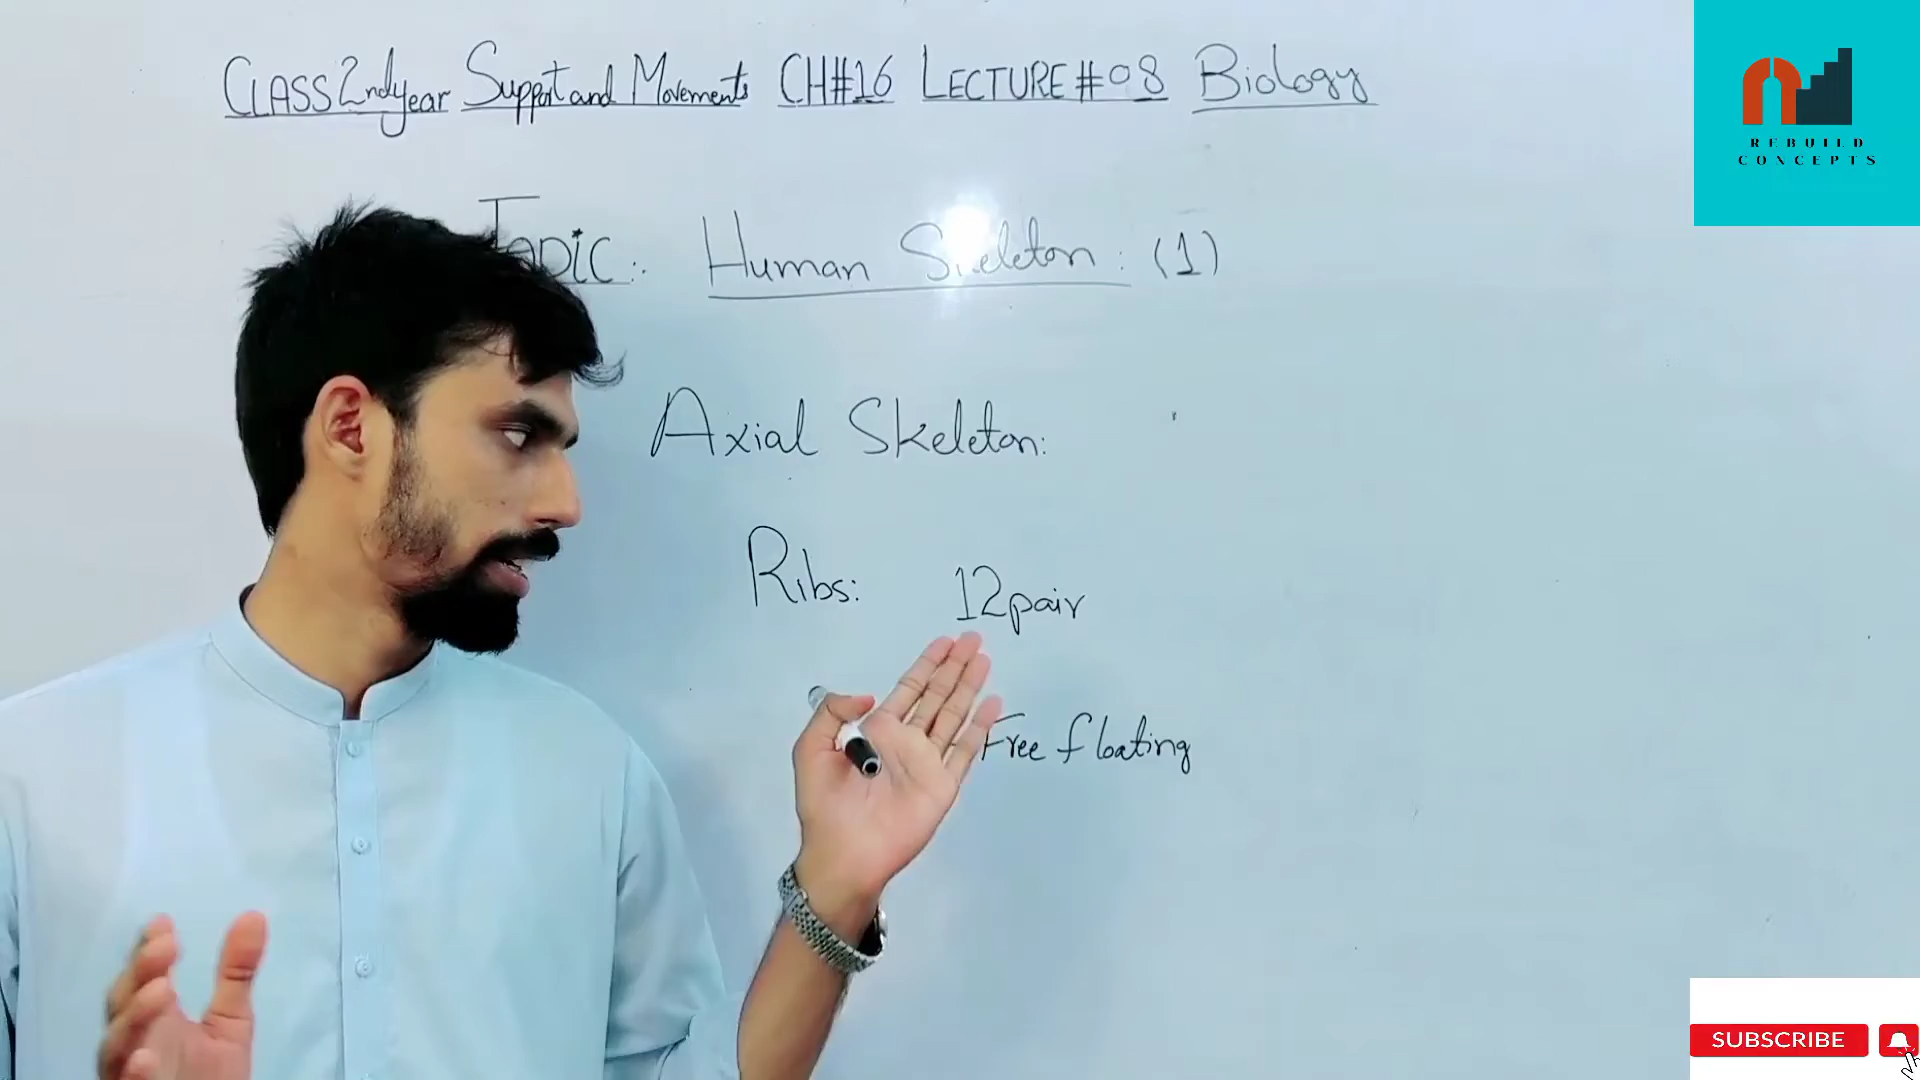 CLASS 2nd year Support and Movements CH#16 LECTURE #08 Biology
REBUILD
CONCEPTS
Topic: Human Skeleton: (1)
Axial Skeleton:
Ribs: 12 pair
Free floating
SUBSCRIBE